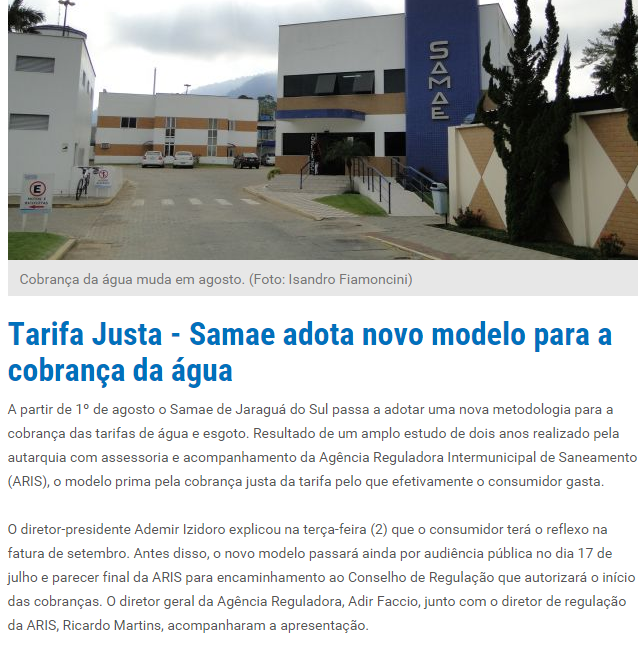 SAMAE
E
Cobrança da água muda em agosto. (Foto: Isandro Fiamoncini)
Tarifa Justa - Samae adota novo modelo para a
cobrança da água
A partir de 1º de agosto o Samae de Jaraguá do Sul passa a adotar uma nova metodologia para a
cobrança das tarifas de água e esgoto. Resultado de um amplo estudo de dois anos realizado pela
autarquia com assessoria e acompanhamento da Agência Reguladora Intermunicipal de Saneamento
(ARIS), o modelo prima pela cobrança justa da tarifa pelo que efetivamente o consumidor gasta.
O diretor-presidente Ademir Izidoro explicou na terça-feira (2) que o consumidor terá o reflexo na
fatura de setembro. Antes disso, o novo modelo passará ainda por audiência pública no dia 17 de
julho e parecer final da ARIS para encaminhamento ao Conselho de Regulação que autorizará o início
das cobranças. O diretor geral da Agência Reguladora, Adir Faccio, junto com o diretor de regulação
da ARIS, Ricardo Martins, acompanharam a apresentação.